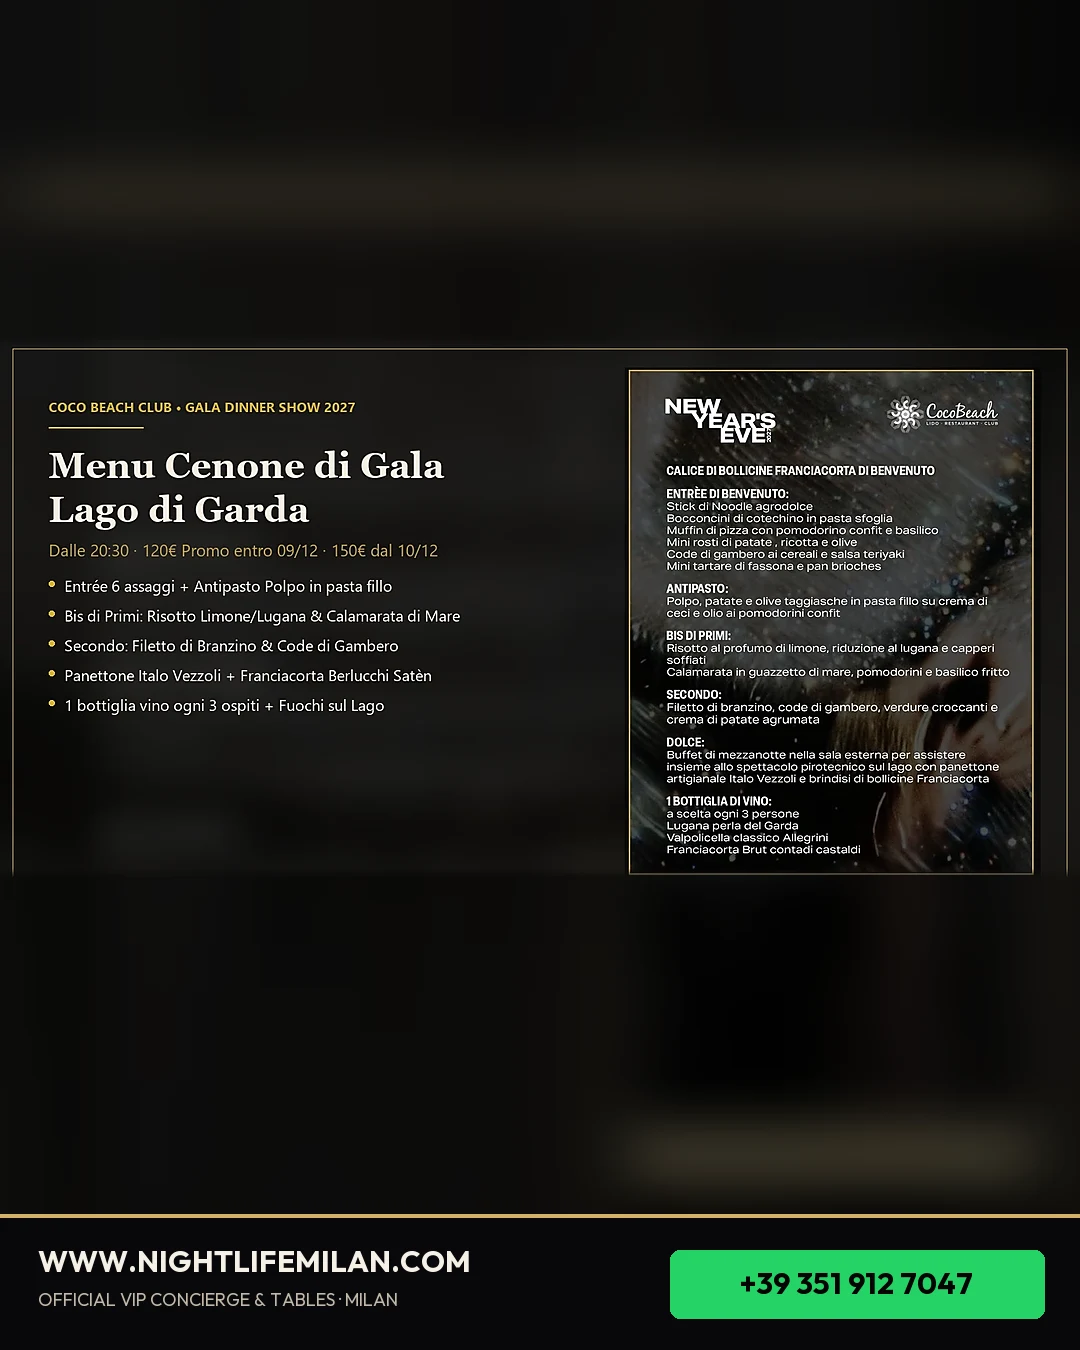 COCO BEACH CLUB • GALA DINNER SHOW 2027
Menu Cenone di Gala
Lago di Garda
Dalle 20:30 · 120€ Promo entro 09/12 · 150€ dal 10/12
• Entrée 6 assaggi + Antipasto Polpo in pasta fillo
• Bis di Primi: Risotto Limone/Lugana & Calamarata di Mare
• Secondo: Filetto di Branzino & Code di Gambero
• Panettone Italo Vezzoli + Franciacorta Berlucchi Satèn
• 1 bottiglia vino ogni 3 ospiti + Fuochi sul Lago
NEW
YEAR'S
EVE
CocoBeach
LIDO · RESTAURANT · CLUB
CALICE DI BOLLICINE FRANCIACORTA DI BENVENUTO
ENTRÈE DI BENVENUTO:
Stick di Noodle agrodolce
Bocconcini di cotechino in pasta sfoglia
Muffin di pizza con pomodorino confit e basilico
Mini rosti di patate , ricotta e olive
Code di gambero ai cereali e salsa teriyaki
Mini tartare di fassona e pan brioches
ANTIPASTO:
Polpo, patate e olive taggiasche in pasta fillo su crema di
ceci e olio ai pomodorini confit
BIS DI PRIMI:
Risotto al profumo di limone, riduzione al lugana e capperi
soffiati
Calamarata in guazzetto di mare, pomodorini e basilico fritto
SECONDO:
Filetto di branzino, code di gambero, verdure croccanti e
crema di patate agrumata
DOLCE:
Buffet di mezzanotte nella sala esterna per assistere
insieme allo spettacolo pirotecnico sul lago con panettone
artigianale Italo Vezzoli e brindisi di bollicine Franciacorta
1 BOTTIGLIA DI VINO:
a scelta ogni 3 persone
Lugana perla del Garda
Valpolicella classico Allegrini
Franciacorta Brut contadi castaldi
WWW.NIGHTLIFEMILAN.COM
OFFICIAL VIP CONCIERGE & TABLES · MILAN
+39 351 912 7047